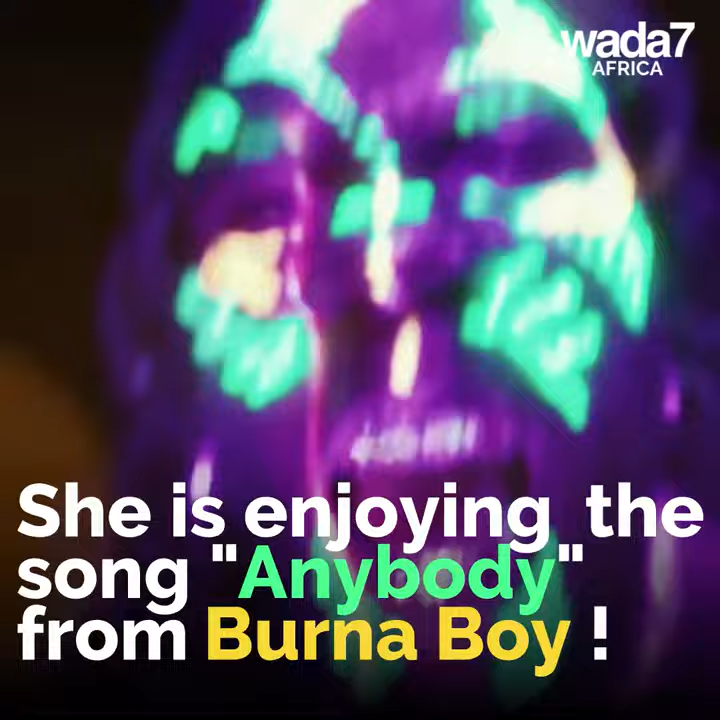 wada7
AFRICA
She is enjoying the
song "Anybody"
from Burna Boy !